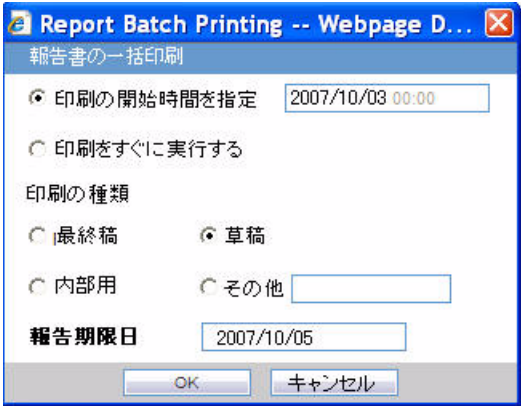 Report Batch Printing -- Webpage D...
報告書の一括印刷
印刷の開始時間を指定 2007/10/03 00:00
印刷をすぐに実行する
印刷の種類
最終稿 草稿
内部用 その他
報告期限日 2007/10/05
OK キャンセル